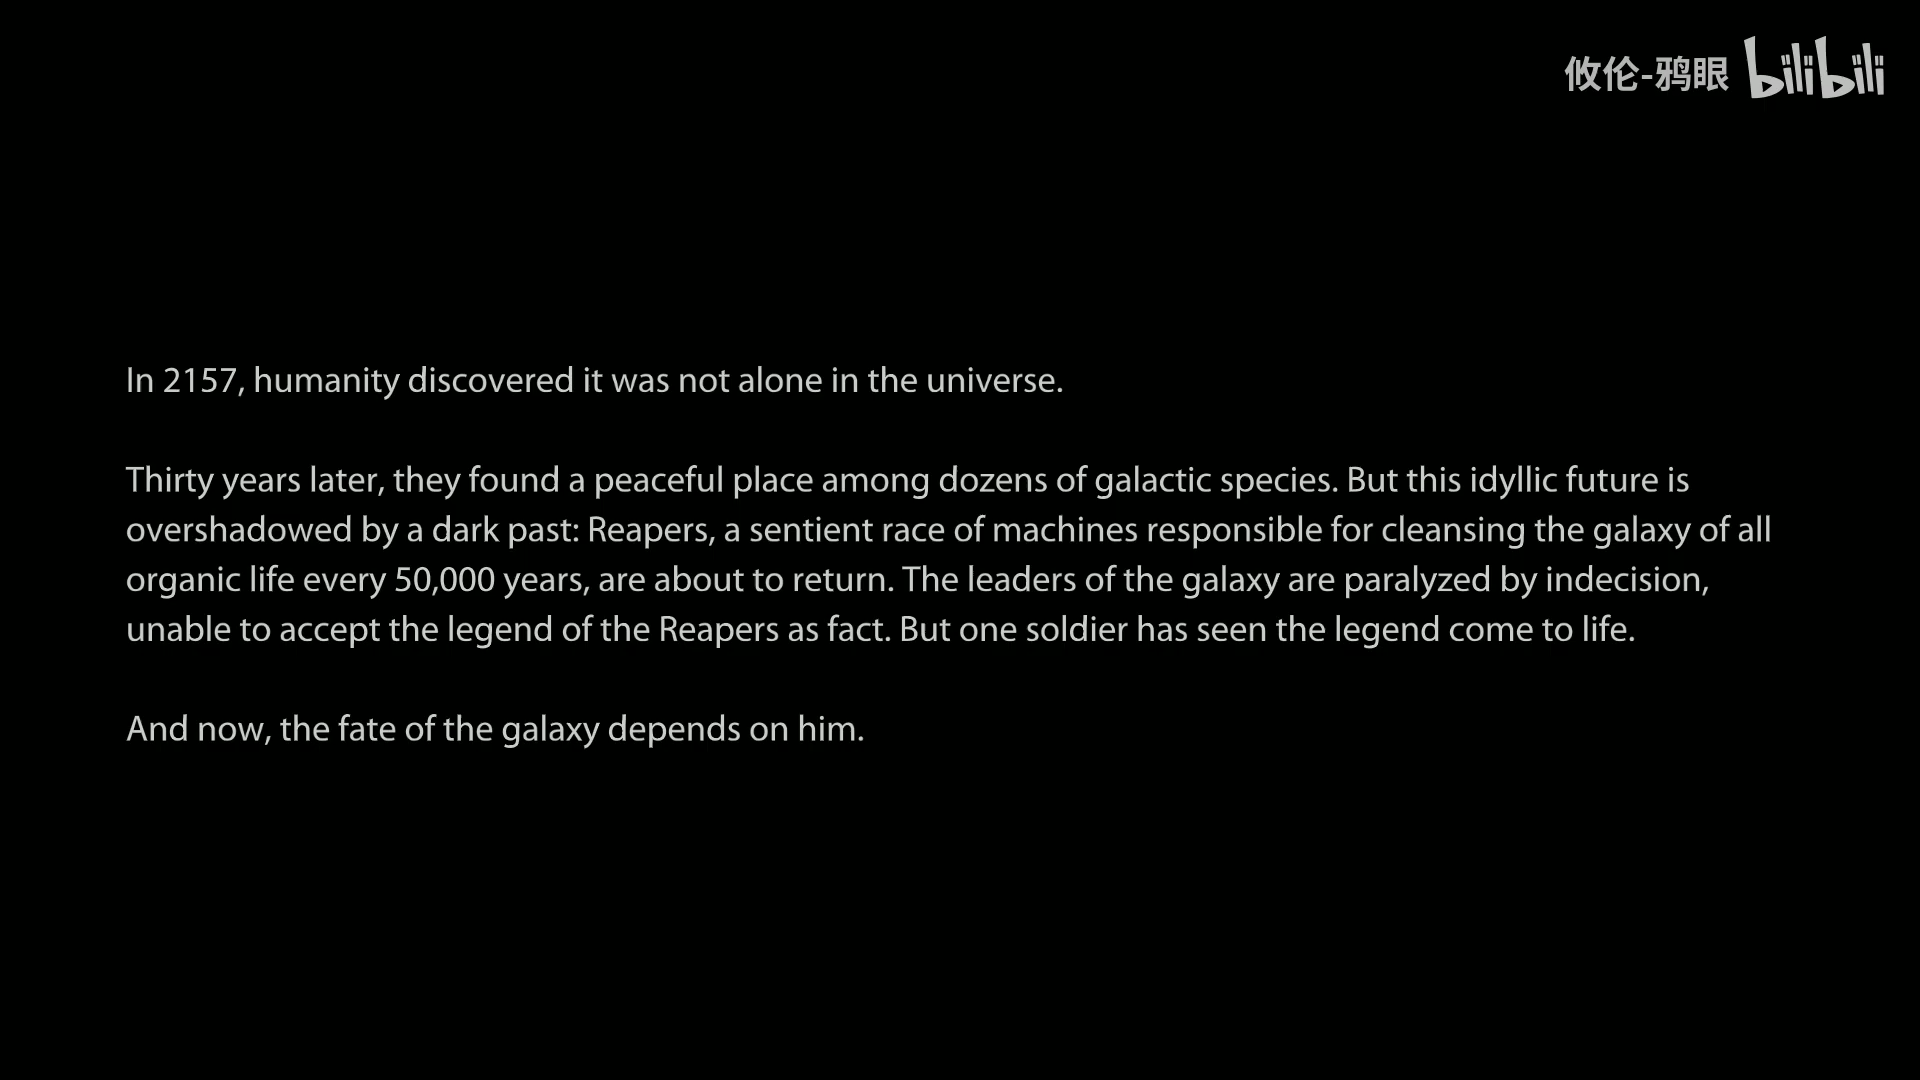 攸伦-鸦眼 bilibili
In 2157, humanity discovered it was not alone in the universe.
Thirty years later, they found a peaceful place among dozens of galactic species. But this idyllic future is
overshadowed by a dark past: Reapers, a sentient race of machines responsible for cleansing the galaxy of all
organic life every 50,000 years, are about to return. The leaders of the galaxy are paralyzed by indecision,
unable to accept the legend of the Reapers as fact. But one soldier has seen the legend come to life.
And now, the fate of the galaxy depends on him.